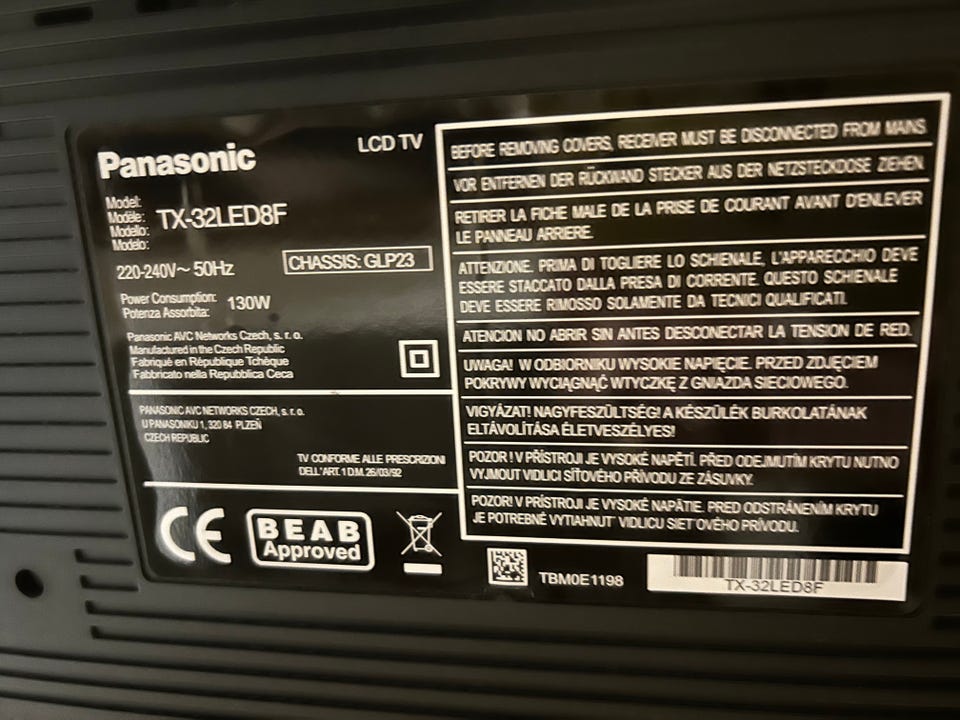 Panasonic
LCD TV
Model:
Modèle:
Modello:
Modelo:
TX-32LED8F
220-240V~ 50Hz
CHASSIS: GLP23
Power Consumption:
Potenza Assorbita:
130W
Panasonic AVC Networks Czech, s. r. o.
Manufactured in the Czech Republic
Fabriqué en République Tchèque
Fabbricato nella Repubblica Ceca
PANASONIC AVC NETWORKS CZECH, s. r. o.
U PANASONIKU 1, 320 84 PLZEŇ
CZECH REPUBLIC
TV CONFORME ALLE PRESCRIZIONI
DELL'ART. 1 D.M. 26/03/92
CE
BEAB
Approved
BEFORE REMOVING COVERS, RECEIVER MUST BE DISCONNECTED FROM MAINS
VOR ENTFERNEN DER RÜCKWAND STECKER AUS DER NETZSTECKDOSE ZIEHEN.
RETIRER LA FICHE MALE DE LA PRISE DE COURANT AVANT D'ENLEVER
LE PANNEAU ARRIERE.
ATTENZIONE. PRIMA DI TOGLIERE LO SCHIENALE, L'APPARECCHIO DEVE
ESSERE STACCATO DALLA PRESA DI CORRENTE. QUESTO SCHIENALE
DEVE ESSERE RIMOSSO SOLAMENTE DA TECNICI QUALIFICATI.
ATENCION NO ABRIR SIN ANTES DESCONECTAR LA TENSION DE RED.
UWAGA! W ODBIORNIKU WYSOKIE NAPIĘCIE. PRZED ZDJĘCIEM
POKRYWY WYCIĄGNĄĆ WTYCZKĘ Z GNIAZDA SIECIOWEGO.
VIGYÁZAT! NAGYFESZÜLTSÉG! A KÉSZÜLÉK BURKOLATÁNAK
ELTÁVOLÍTÁSA ÉLETVESZÉLYES!
POZOR ! V PŘÍSTROJI JE VYSOKÉ NAPĚTÍ. PŘED ODEJMUTÍM KRYTU NUTNO
VYJMOUT VIDLICI SÍŤOVÉHO PŘÍVODU ZE ZÁSUVKY.
POZOR! V PRÍSTROJI JE VYSOKÉ NAPÄTIE. PRED ODSTRÁNENÍM KRYTU
JE POTREBNÉ VYTIAHNUŤ VIDLICU SIEŤOVÉHO PRÍVODU.
TBM0E1198
TX-32LED8F